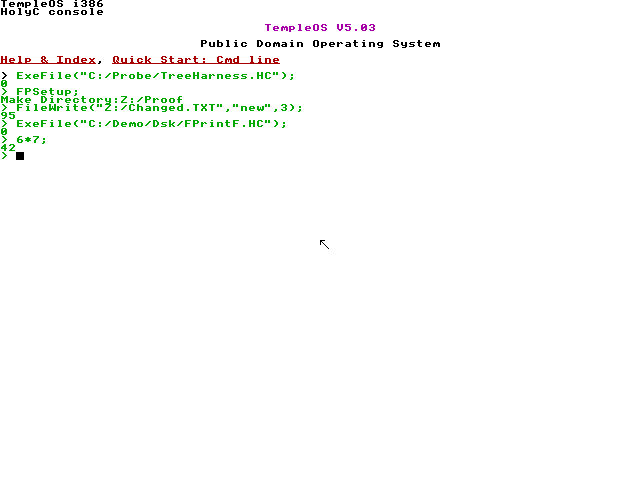 TempleOS i386
HolyC console
TempleOS V5.03
Public Domain Operating System
Help & Index, Quick Start: Cmd line
> ExeFile("C:/Probe/TreeHarness.HC");
0
> FPSetup;
Make Directory:Z:/Proof
> FileWrite("Z:/Changed.TXT","new",3);
95
> ExeFile("C:/Demo/Dsk/FPrintF.HC");
0
> 6*7;
42
>